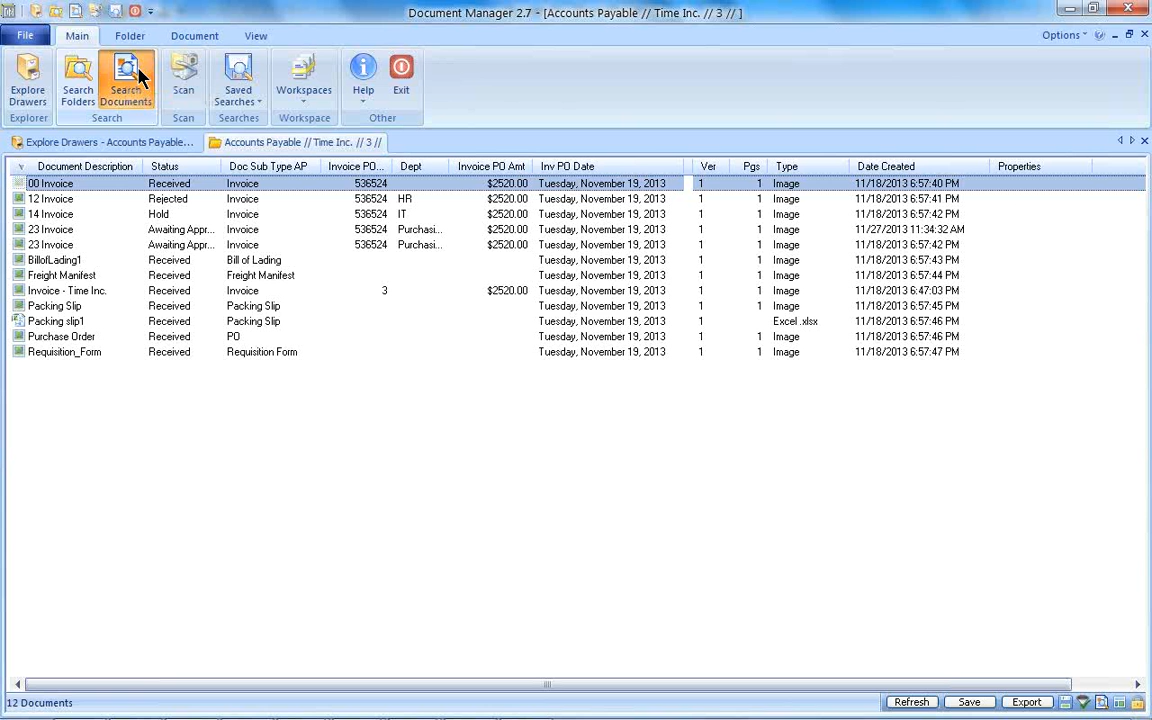 Document Manager 2.7 - [Accounts Payable // Time Inc. // 3 // ]
File Main Folder Document View Options
Explore Drawers
Search Folders
Search Documents
Scan
Saved Searches
Workspaces
Help
Exit
Explorer Search Scan Searches Workspace Other
Explore Drawers - Accounts Payable... Accounts Payable // Time Inc. // 3 //
Document Description Status Doc Sub Type AP Invoice PO... Dept Invoice PO Amt Inv PO Date Ver Pgs Type Date Created Properties
00 Invoice Received Invoice 536524 $2520.00 Tuesday, November 19, 2013 1 1 Image 11/18/2013 6:57:40 PM
12 Invoice Rejected Invoice 536524 HR $2520.00 Tuesday, November 19, 2013 1 1 Image 11/18/2013 6:57:41 PM
14 Invoice Hold Invoice 536524 IT $2520.00 Tuesday, November 19, 2013 1 1 Image 11/18/2013 6:57:42 PM
23 Invoice Awaiting Appr... Invoice 536524 Purchasi... $2520.00 Tuesday, November 19, 2013 1 1 Image 11/27/2013 11:34:32 AM
23 Invoice Awaiting Appr... Invoice 536524 Purchasi... $2520.00 Tuesday, November 19, 2013 1 1 Image 11/18/2013 6:57:42 PM
BillofLading1 Received Bill of Lading Tuesday, November 19, 2013 1 1 Image 11/18/2013 6:57:43 PM
Freight Manifest Received Freight Manifest Tuesday, November 19, 2013 1 1 Image 11/18/2013 6:57:44 PM
Invoice - Time Inc. Received Invoice 3 $2520.00 Tuesday, November 19, 2013 1 1 Image 11/18/2013 6:47:03 PM
Packing Slip Received Packing Slip Tuesday, November 19, 2013 1 1 Image 11/18/2013 6:57:45 PM
Packing slip1 Received Packing Slip Tuesday, November 19, 2013 1 Excel .xlsx 11/18/2013 6:57:46 PM
Purchase Order Received PO Tuesday, November 19, 2013 1 1 Image 11/18/2013 6:57:46 PM
Requisition_Form Received Requisition Form Tuesday, November 19, 2013 1 1 Image 11/18/2013 6:57:47 PM
12 Documents Refresh Save Export